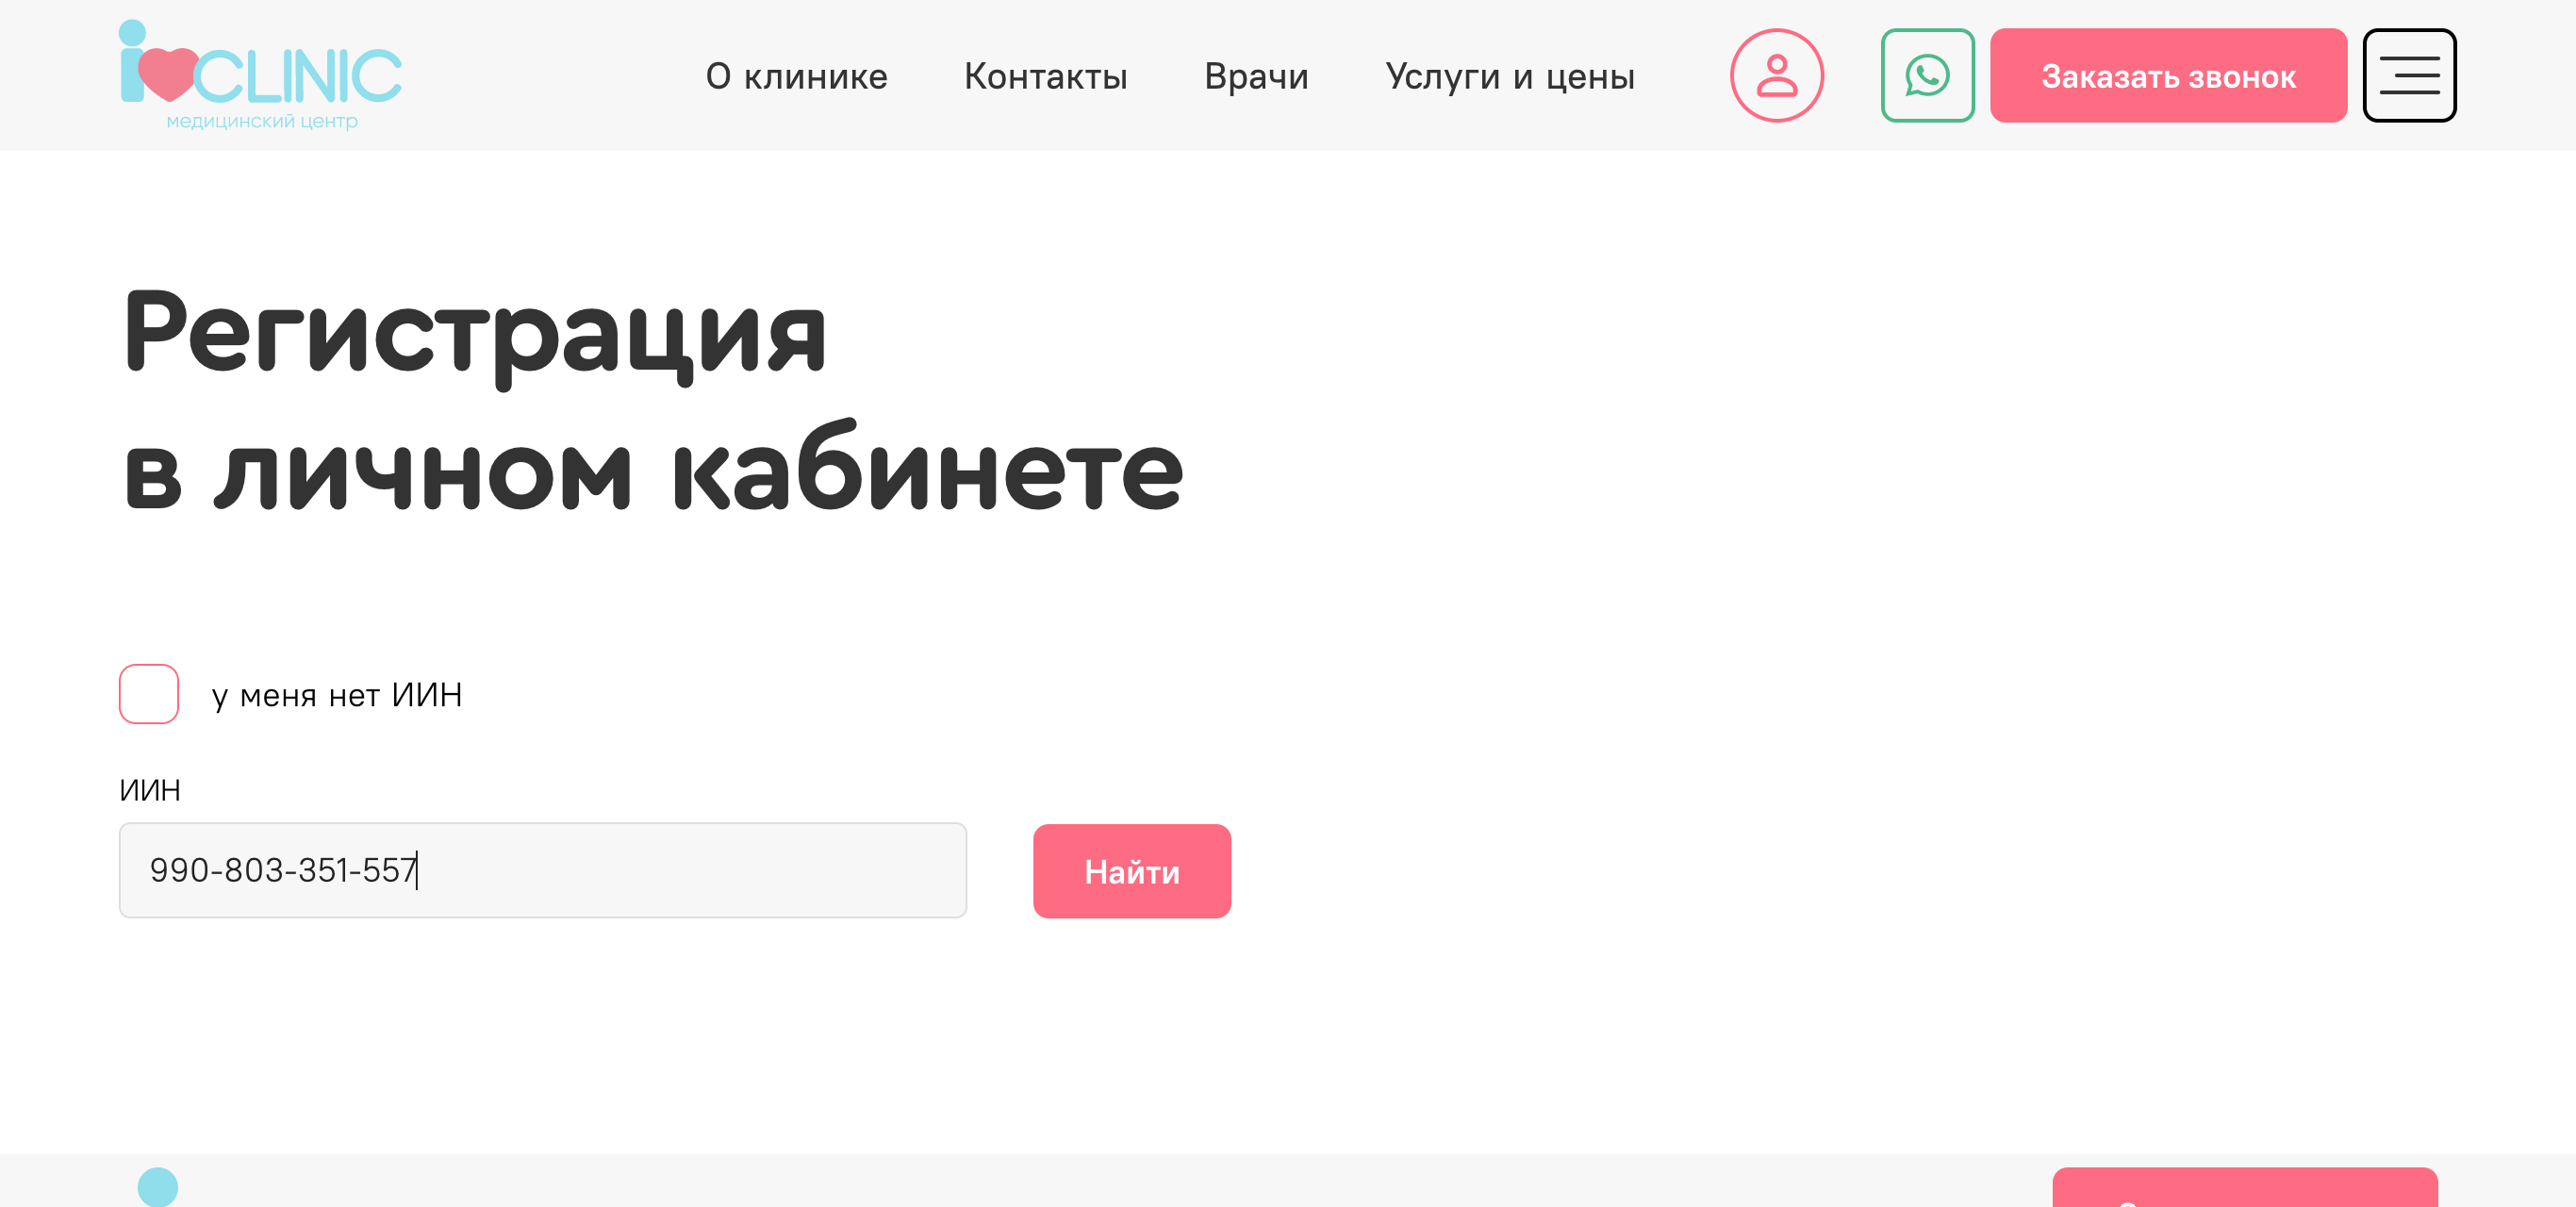 iCLINIC
медицинский центр
О клинике
Контакты
Врачи
Услуги и цены
Заказать звонок
Регистрация
в личном кабинете
у меня нет ИИН
ИИН
990-803-351-557
Найти